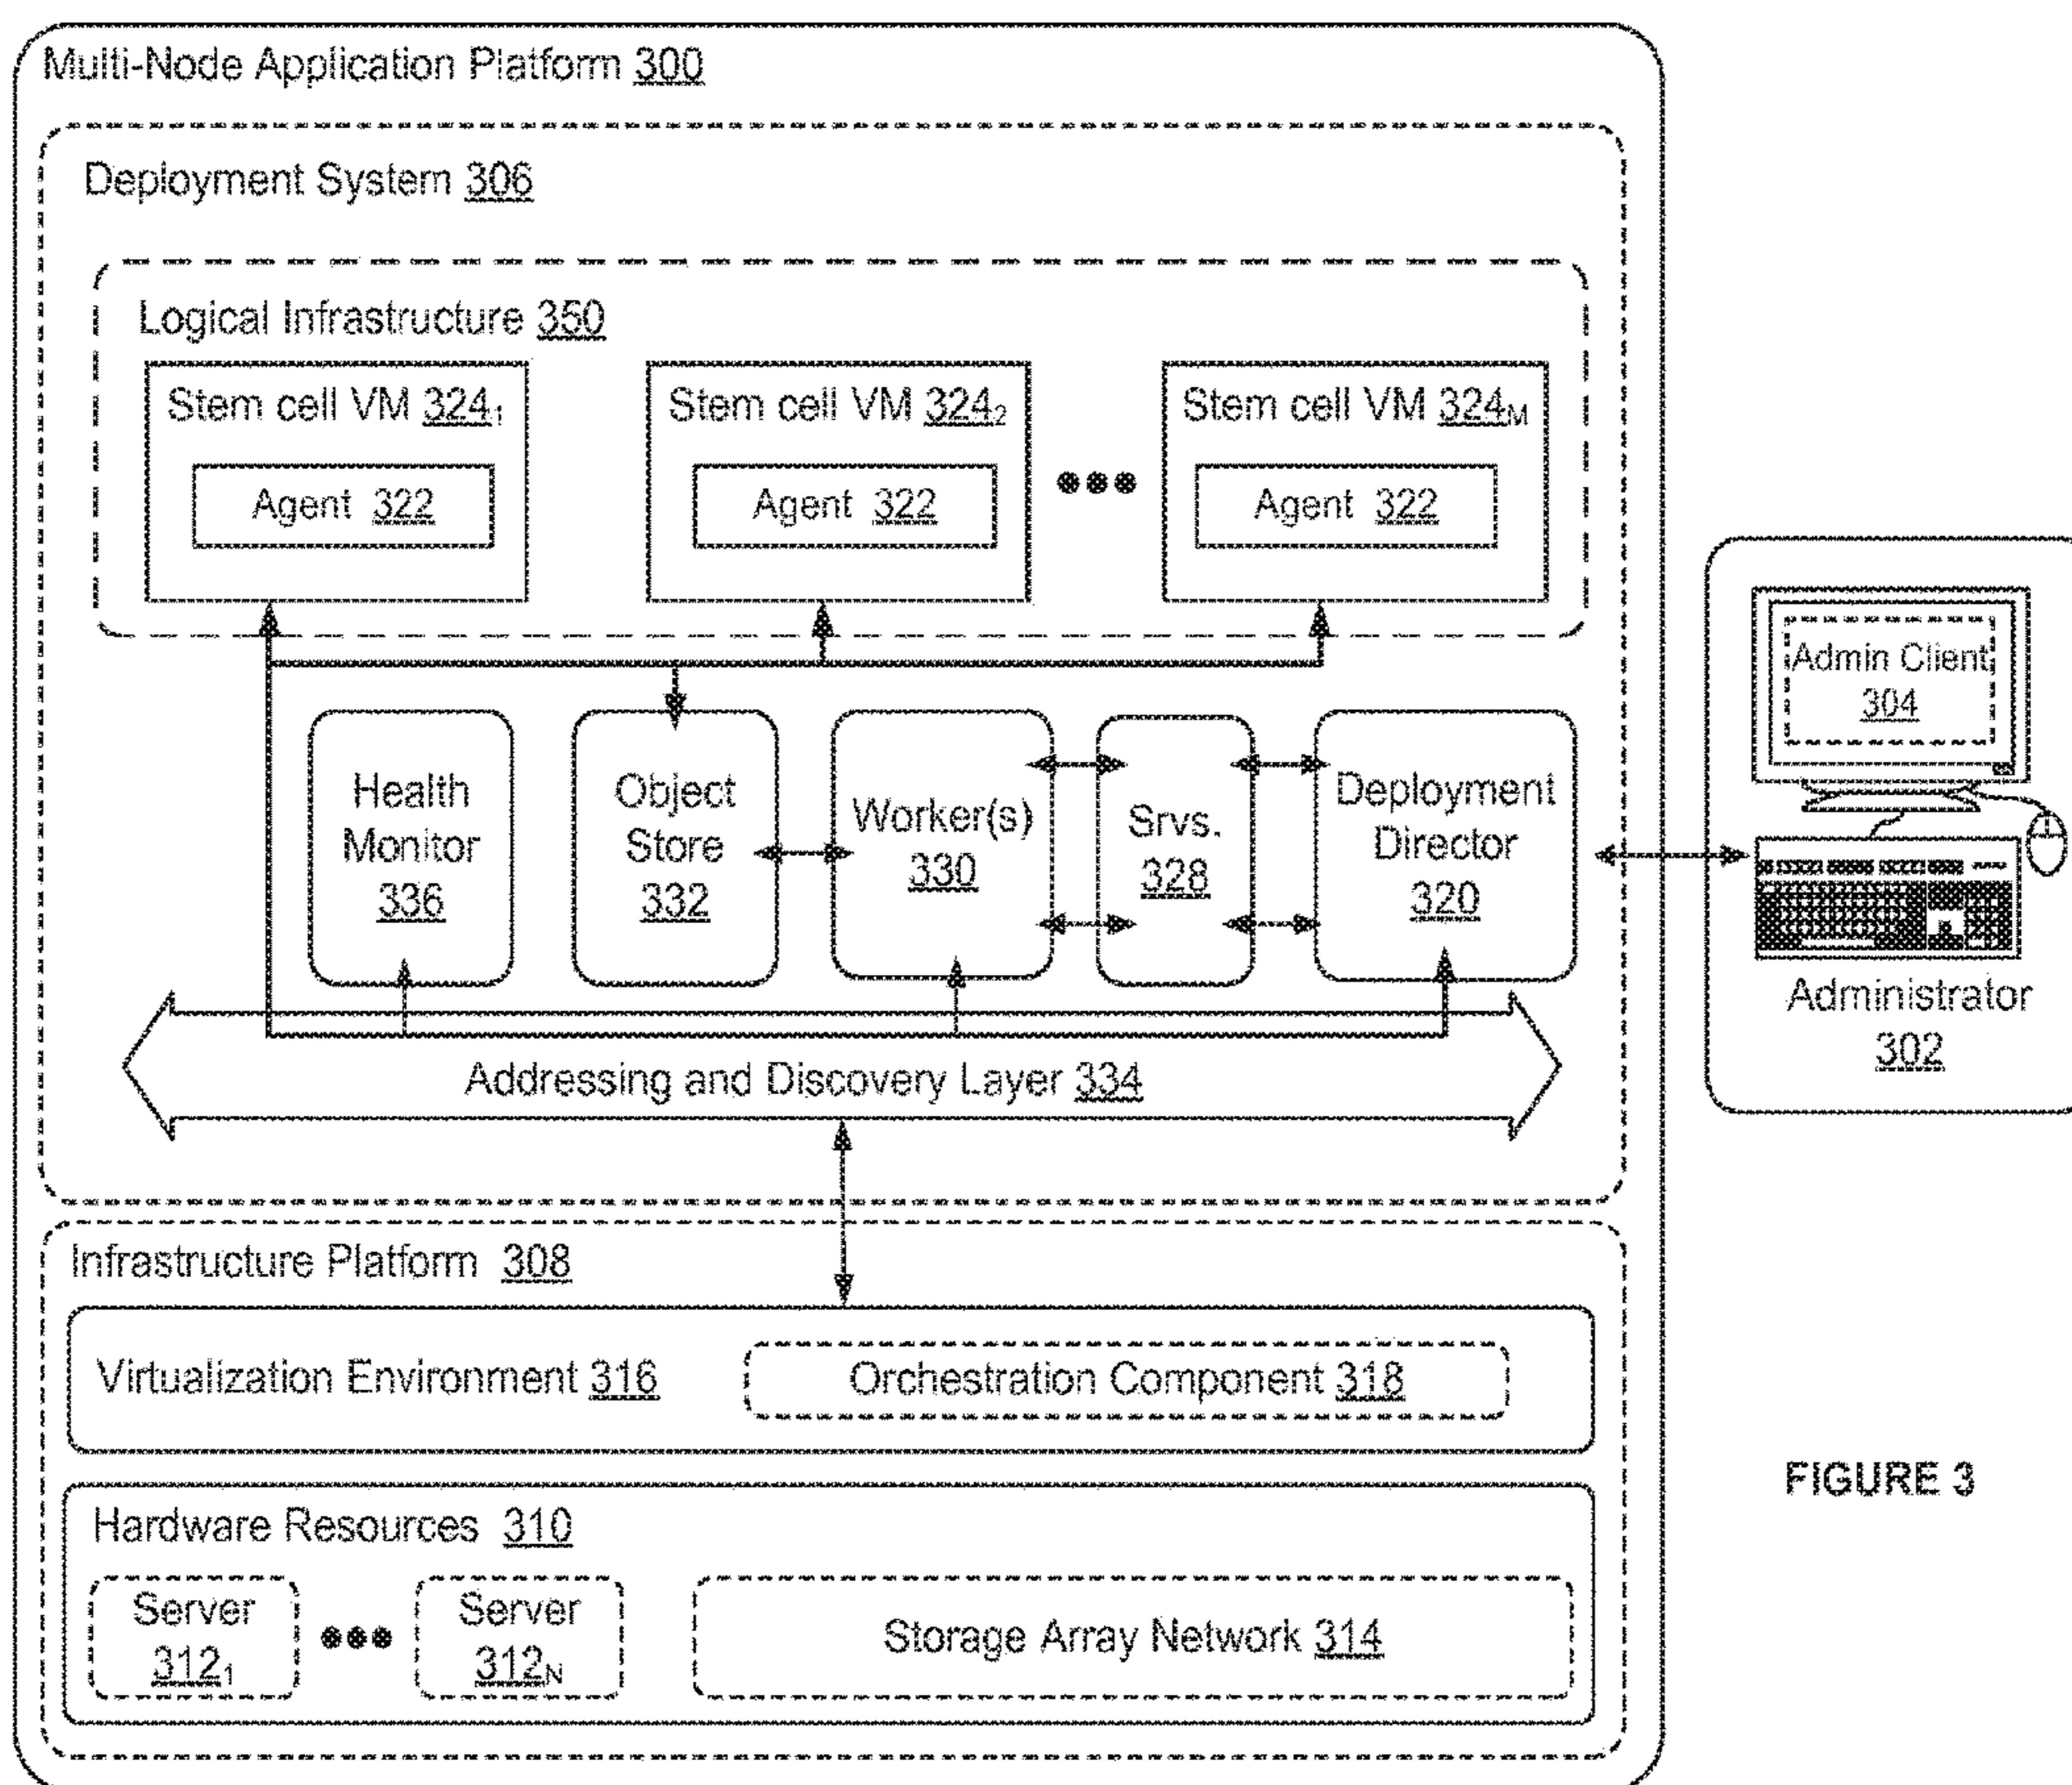 Multi-Node Application Platform 300
Deployment System 306
Logical Infrastructure 350
Stem cell VM 324₁
Agent 322
Stem cell VM 324₂
Agent 322
Stem cell VM 324M
Agent 322
Health
Monitor
336
Object
Store
332
Worker(s)
330
Srvs.
328
Deployment
Director
320
Admin Client
304
Administrator
302
Addressing and Discovery Layer 334
Infrastructure Platform 308
Virtualization Environment 316
Orchestration Component 318
Hardware Resources 310
Server
312₁
Server
312N
Storage Array Network 314
FIGURE 3